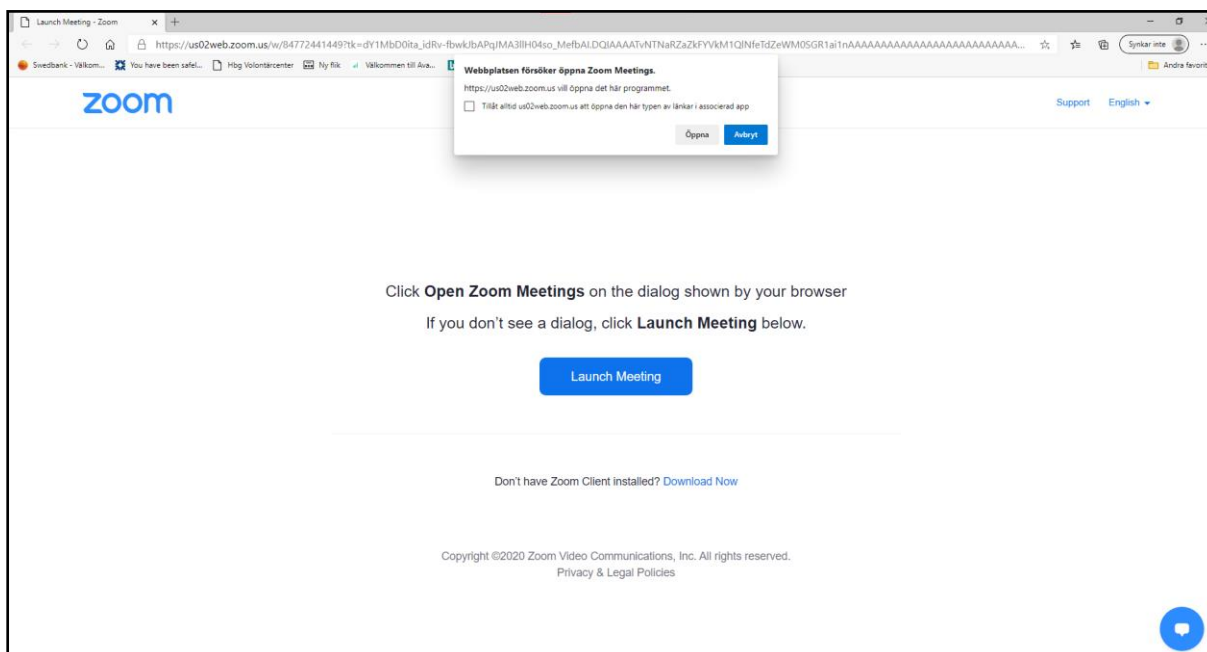 Launch Meeting - Zoom
https://us02web.zoom.us/w/84772441449?tk=
Synkar inte
Swedbank - Välkom... You have been safel... Hbg Volontärcenter Ny flik Välkommen till Ava... Andra favorit
Webbplatsen försöker öppna Zoom Meetings.
https://us02web.zoom.us vill öppna det här programmet.
Tillåt alltid us02web.zoom.us att öppna den här typen av länkar i associerad app
Öppna Avbryt
zoom Support English
Click Open Zoom Meetings on the dialog shown by your browser
If you don't see a dialog, click Launch Meeting below.
Launch Meeting
Don't have Zoom Client installed? Download Now
Copyright ©2020 Zoom Video Communications, Inc. All rights reserved.
Privacy & Legal Policies